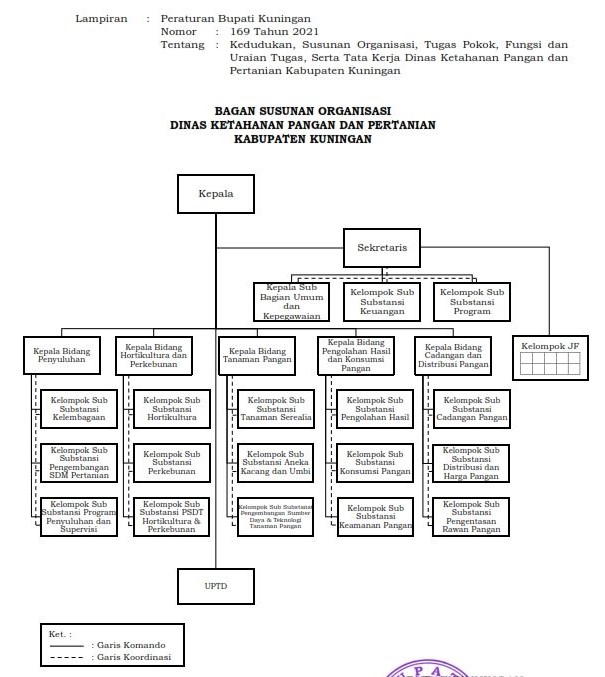 Lampiran : Peraturan Bupati Kuningan
Nomor : 169 Tahun 2021
Tentang : Kedudukan, Susunan Organisasi, Tugas Pokok, Fungsi dan
Uraian Tugas, Serta Tata Kerja Dinas Ketahanan Pangan dan
Pertanian Kabupaten Kuningan
BAGAN SUSUNAN ORGANISASI
DINAS KETAHANAN PANGAN DAN PERTANIAN
KABUPATEN KUNINGAN
Kepala
Sekretaris
Kepala Sub
Bagian Umum
dan
Kepegawaian
Kelompok Sub
Substansi
Keuangan
Kelompok Sub
Substansi
Program
Kepala Bidang
Penyuluhan
Kepala Bidang
Hortikultura dan
Perkebunan
Kepala Bidang
Tanaman Pangan
Kepala Bidang
Pengolahan Hasil
dan Konsumsi
Pangan
Kepala Bidang
Cadangan dan
Distribusi Pangan
Kelompok JF
Kelompok Sub
Substansi
Kelembagaan
Kelompok Sub
Substansi
Hortikultura
Kelompok Sub
Substansi
Tanaman Serealia
Kelompok Sub
Substansi
Pengolahan Hasil
Kelompok Sub
Substansi
Cadangan Pangan
Kelompok Sub
Substansi
Pengembangan
SDM Pertanian
Kelompok Sub
Substansi
Perkebunan
Kelompok Sub
Substansi Aneka
Kacang dan Umbi
Kelompok Sub
Substansi
Konsumsi Pangan
Kelompok Sub
Substansi
Distribusi dan
Harga Pangan
Kelompok Sub
Substansi Program
Penyuluhan dan
Supervisi
Kelompok Sub
Substansi PSDT
Hortikultura &
Perkebunan
Kelompok Sub Substansi
Pengembangan Sumber
Daya & Teknologi
Tanaman Pangan
Kelompok Sub
Substansi
Keamanan Pangan
Kelompok Sub
Substansi
Pengentasan
Rawan Pangan
UPTD
Ket. :
: Garis Komando
: Garis Koordinasi